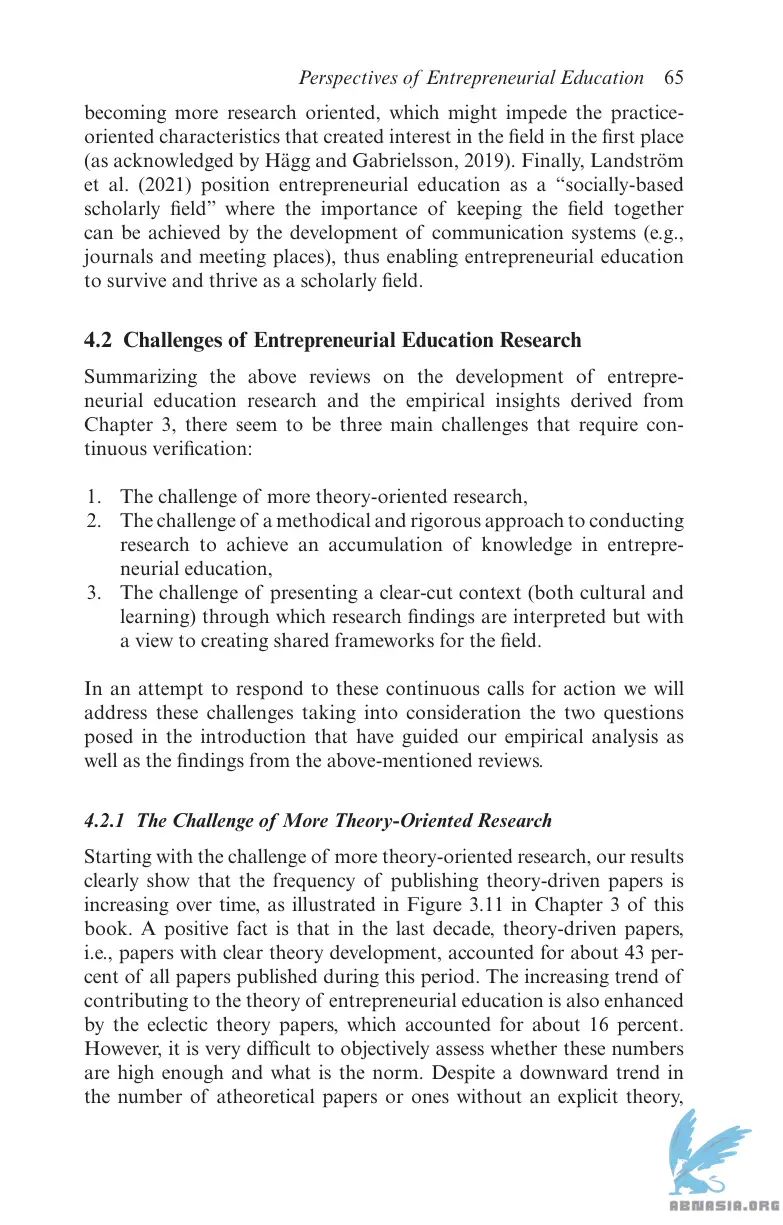 Perspectives of Entrepreneurial Education 65
becoming more research oriented, which might impede the practice-
oriented characteristics that created interest in the field in the first place
(as acknowledged by Hägg and Gabrielsson, 2019). Finally, Landström
et al. (2021) position entrepreneurial education as a “socially-based
scholarly field” where the importance of keeping the field together
can be achieved by the development of communication systems (e.g.,
journals and meeting places), thus enabling entrepreneurial education
to survive and thrive as a scholarly field.
4.2 Challenges of Entrepreneurial Education Research
Summarizing the above reviews on the development of entrepre-
neurial education research and the empirical insights derived from
Chapter 3, there seem to be three main challenges that require con-
tinuous verification:
1. The challenge of more theory-oriented research,
2. The challenge of a methodical and rigorous approach to conducting
research to achieve an accumulation of knowledge in entrepre-
neurial education,
3. The challenge of presenting a clear-cut context (both cultural and
learning) through which research findings are interpreted but with
a view to creating shared frameworks for the field.
In an attempt to respond to these continuous calls for action we will
address these challenges taking into consideration the two questions
posed in the introduction that have guided our empirical analysis as
well as the findings from the above-mentioned reviews.
4.2.1 The Challenge of More Theory-Oriented Research
Starting with the challenge of more theory-oriented research, our results
clearly show that the frequency of publishing theory-driven papers is
increasing over time, as illustrated in Figure 3.11 in Chapter 3 of this
book. A positive fact is that in the last decade, theory-driven papers,
i.e., papers with clear theory development, accounted for about 43 per-
cent of all papers published during this period. The increasing trend of
contributing to the theory of entrepreneurial education is also enhanced
by the eclectic theory papers, which accounted for about 16 percent.
However, it is very difficult to objectively assess whether these numbers
are high enough and what is the norm. Despite a downward trend in
the number of atheoretical papers or ones without an explicit theory,
ABNASIA.ORG